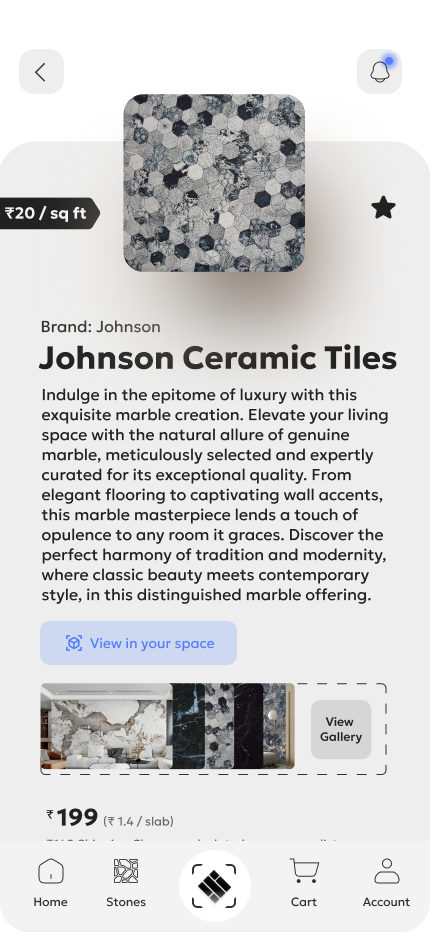 ₹20 / sq ft
Brand: Johnson
Johnson Ceramic Tiles
Indulge in the epitome of luxury with this
exquisite marble creation. Elevate your living
space with the natural allure of genuine
marble, meticulously selected and expertly
curated for its exceptional quality. From
elegant flooring to captivating wall accents,
this marble masterpiece lends a touch of
opulence to any room it graces. Discover the
perfect harmony of tradition and modernity,
where classic beauty meets contemporary
style, in this distinguished marble offering.
View in your space
View
Gallery
₹199 (₹ 1.4 / slab)
Home Stones Cart Account